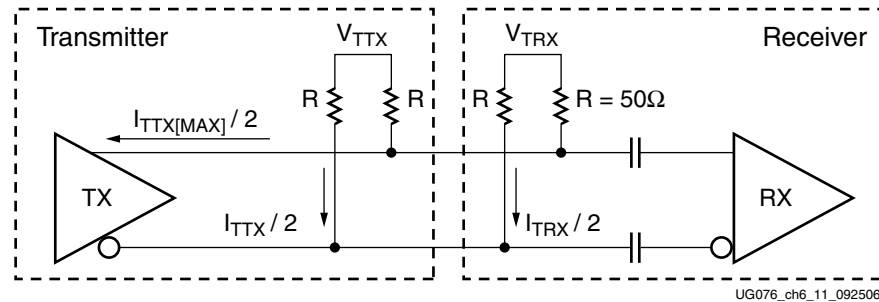 Transmitter
Receiver
V_TTX
V_TRX
R
R
R
R = 50Ω
I_TTX[MAX] / 2
TX
RX
I_TTX / 2
I_TRX / 2
UG076_ch6_11_092506